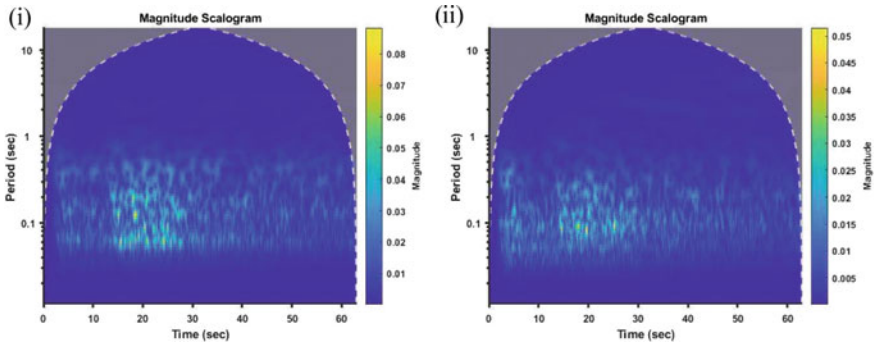 (i)
Magnitude Scalogram
10
1
0.1
Period (sec)
0 10 20 30 40 50 60
Time (sec)
0.08
0.07
0.06
0.05
0.04
0.03
0.02
0.01
Magnitude
(ii)
Magnitude Scalogram
10
1
0.1
Period (sec)
0 10 20 30 40 50 60
Time (sec)
0.05
0.045
0.04
0.035
0.03
0.025
0.02
0.015
0.01
0.005
Magnitude